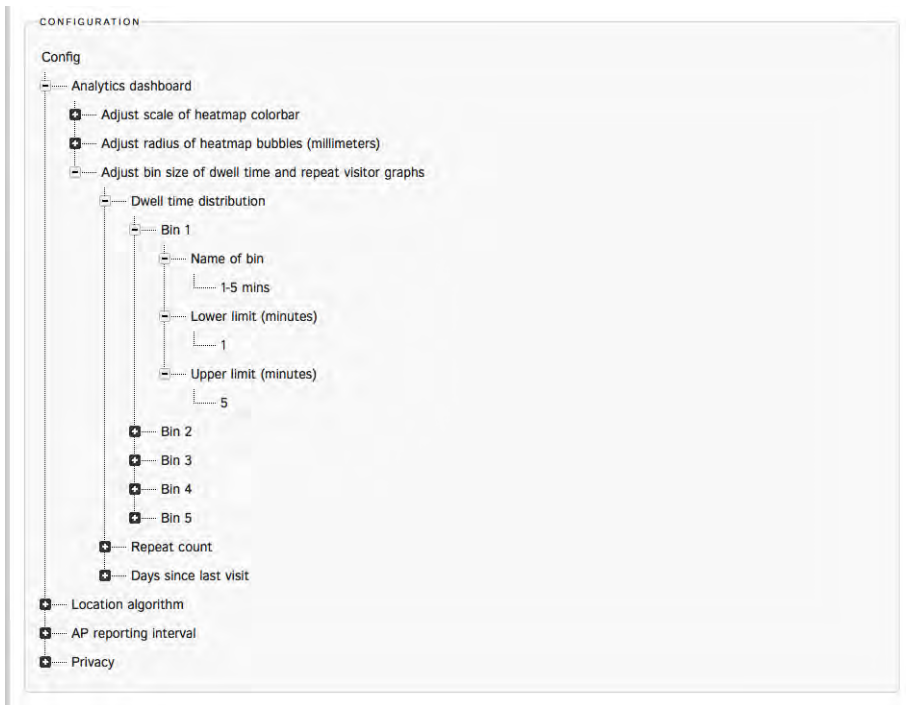 CONFIGURATION
Config
Analytics dashboard
Adjust scale of heatmap colorbar
Adjust radius of heatmap bubbles (millimeters)
Adjust bin size of dwell time and repeat visitor graphs
Dwell time distribution
Bin 1
Name of bin
1-5 mins
Lower limit (minutes)
1
Upper limit (minutes)
5
Bin 2
Bin 3
Bin 4
Bin 5
Repeat count
Days since last visit
Location algorithm
AP reporting interval
Privacy